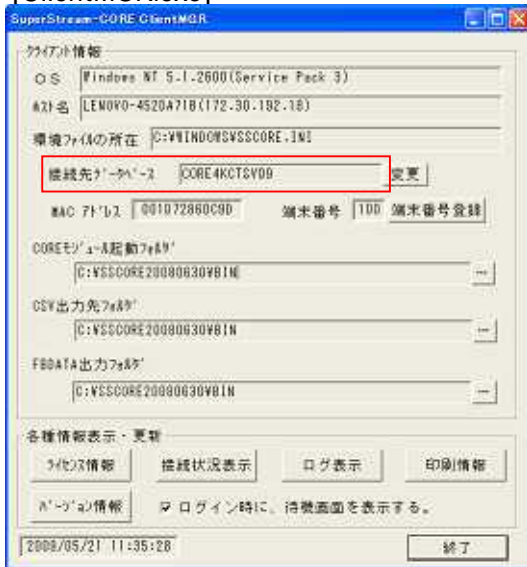 SuperStream-CORE ClientMGR
ｸﾗｲｱﾝﾄ情報
ＯＳ Windows NT 5.1.2600(Service Pack 3)
ﾎｽﾄ名 LENOVO-4520A71B(172.30.192.18)
環境ﾌｧｲﾙの所在 C:¥WINDOWS¥SSCORE.INI
接続先ﾃﾞｰﾀﾍﾞｰｽ CORE4KCTSV09 変更
MAC ｱﾄﾞﾚｽ 001072860C9D 端末番号 100 端末番号登録
COREﾓｼﾞｭｰﾙ起動ﾌｫﾙﾀﾞ
C:¥SSCORE20080630¥BIN ...
CSV出力先ﾌｫﾙﾀﾞ
C:¥SSCORE20080630¥BIN ...
FBDATA出力ﾌｫﾙﾀﾞ
C:¥SSCORE20080630¥BIN ...
各種情報表示・更新
ﾗｲｾﾝｽ情報 接続状況表示 ログ表示 印刷情報
ﾊﾞｰｼﾞｮﾝ情報 ログイン時に、待機画面を表示する。
2009/05/21 11:35:28 終了